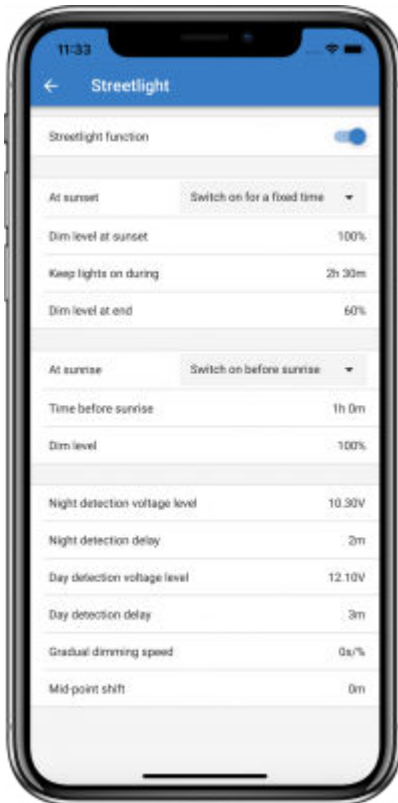 11:33
Streetlight
Streetlight function
At sunset Switch on for a fixed time
Dim level at sunset 100%
Keep lights on during 2h 30m
Dim level at end 60%
At sunrise Switch on before sunrise
Time before sunrise 1h 0m
Dim level 100%
Night detection voltage level 10.30V
Night detection delay 2m
Day detection voltage level 12.10V
Day detection delay 3m
Gradual dimming speed 0s/%
Mid-point shift 0m